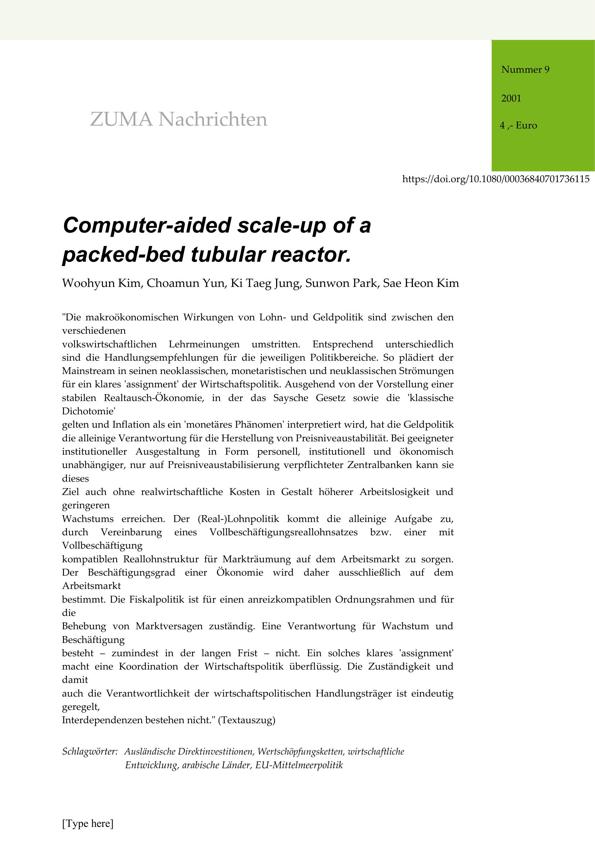 Nummer 9
2001
4 ,- Euro
ZUMA Nachrichten
https://doi.org/10.1080/00036840701736115
Computer-aided scale-up of a
packed-bed tubular reactor.
Woohyun Kim, Choamun Yun, Ki Taeg Jung, Sunwon Park, Sae Heon Kim
"Die makroökonomischen Wirkungen von Lohn- und Geldpolitik sind zwischen den
verschiedenen
volkswirtschaftlichen Lehrmeinungen umstritten. Entsprechend unterschiedlich
sind die Handlungsempfehlungen für die jeweiligen Politikbereiche. So plädiert der
Mainstream in seinen neoklassischen, monetaristischen und neuklassischen Strömungen
für ein klares 'assignment' der Wirtschaftspolitik. Ausgehend von der Vorstellung einer
stabilen Realtausch-Ökonomie, in der das Saysche Gesetz sowie die 'klassische
Dichotomie'
gelten und Inflation als ein 'monetäres Phänomen' interpretiert wird, hat die Geldpolitik
die alleinige Verantwortung für die Herstellung von Preisniveaustabilität. Bei geeigneter
institutioneller Ausgestaltung in Form personell, institutionell und ökonomisch
unabhängiger, nur auf Preisniveaustabilisierung verpflichteter Zentralbanken kann sie
dieses
Ziel auch ohne realwirtschaftliche Kosten in Gestalt höherer Arbeitslosigkeit und
geringeren
Wachstums erreichen. Der (Real-)Lohnpolitik kommt die alleinige Aufgabe zu,
durch Vereinbarung eines Vollbeschäftigungsreallohnsatzes bzw. einer mit
Vollbeschäftigung
kompatiblen Reallohnstruktur für Markträumung auf dem Arbeitsmarkt zu sorgen.
Der Beschäftigungsgrad einer Ökonomie wird daher ausschließlich auf dem
Arbeitsmarkt
bestimmt. Die Fiskalpolitik ist für einen anreizkompatiblen Ordnungsrahmen und für
die
Behebung von Marktversagen zuständig. Eine Verantwortung für Wachstum und
Beschäftigung
besteht – zumindest in der langen Frist – nicht. Ein solches klares 'assignment'
macht eine Koordination der Wirtschaftspolitik überflüssig. Die Zuständigkeit und
damit
auch die Verantwortlichkeit der wirtschaftspolitischen Handlungsträger ist eindeutig
geregelt,
Interdependenzen bestehen nicht." (Textauszug)
Schlagwörter: Ausländische Direktinvestitionen, Wertschöpfungsketten, wirtschaftliche
Entwicklung, arabische Länder, EU-Mittelmeerpolitik
[Type here]